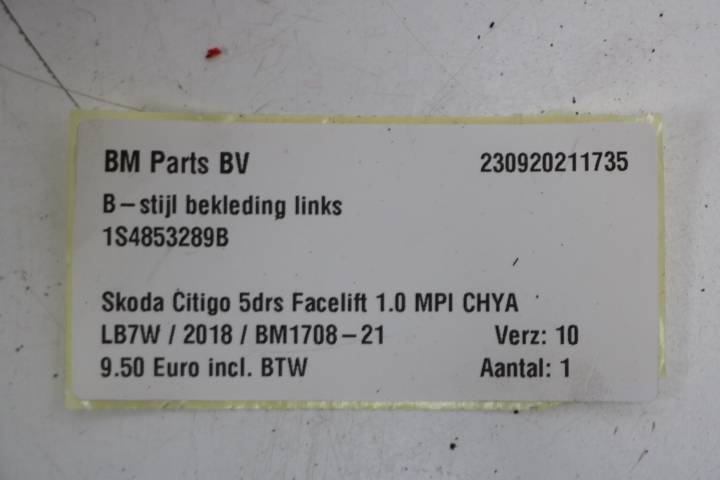 BM Parts BV 230920211735
B-stijl bekleding links
1S4853289B
Skoda Citigo 5drs Facelift 1.0 MPI CHYA
LB7W / 2018 / BM1708-21 Verz: 10
9.50 Euro incl. BTW Aantal: 1